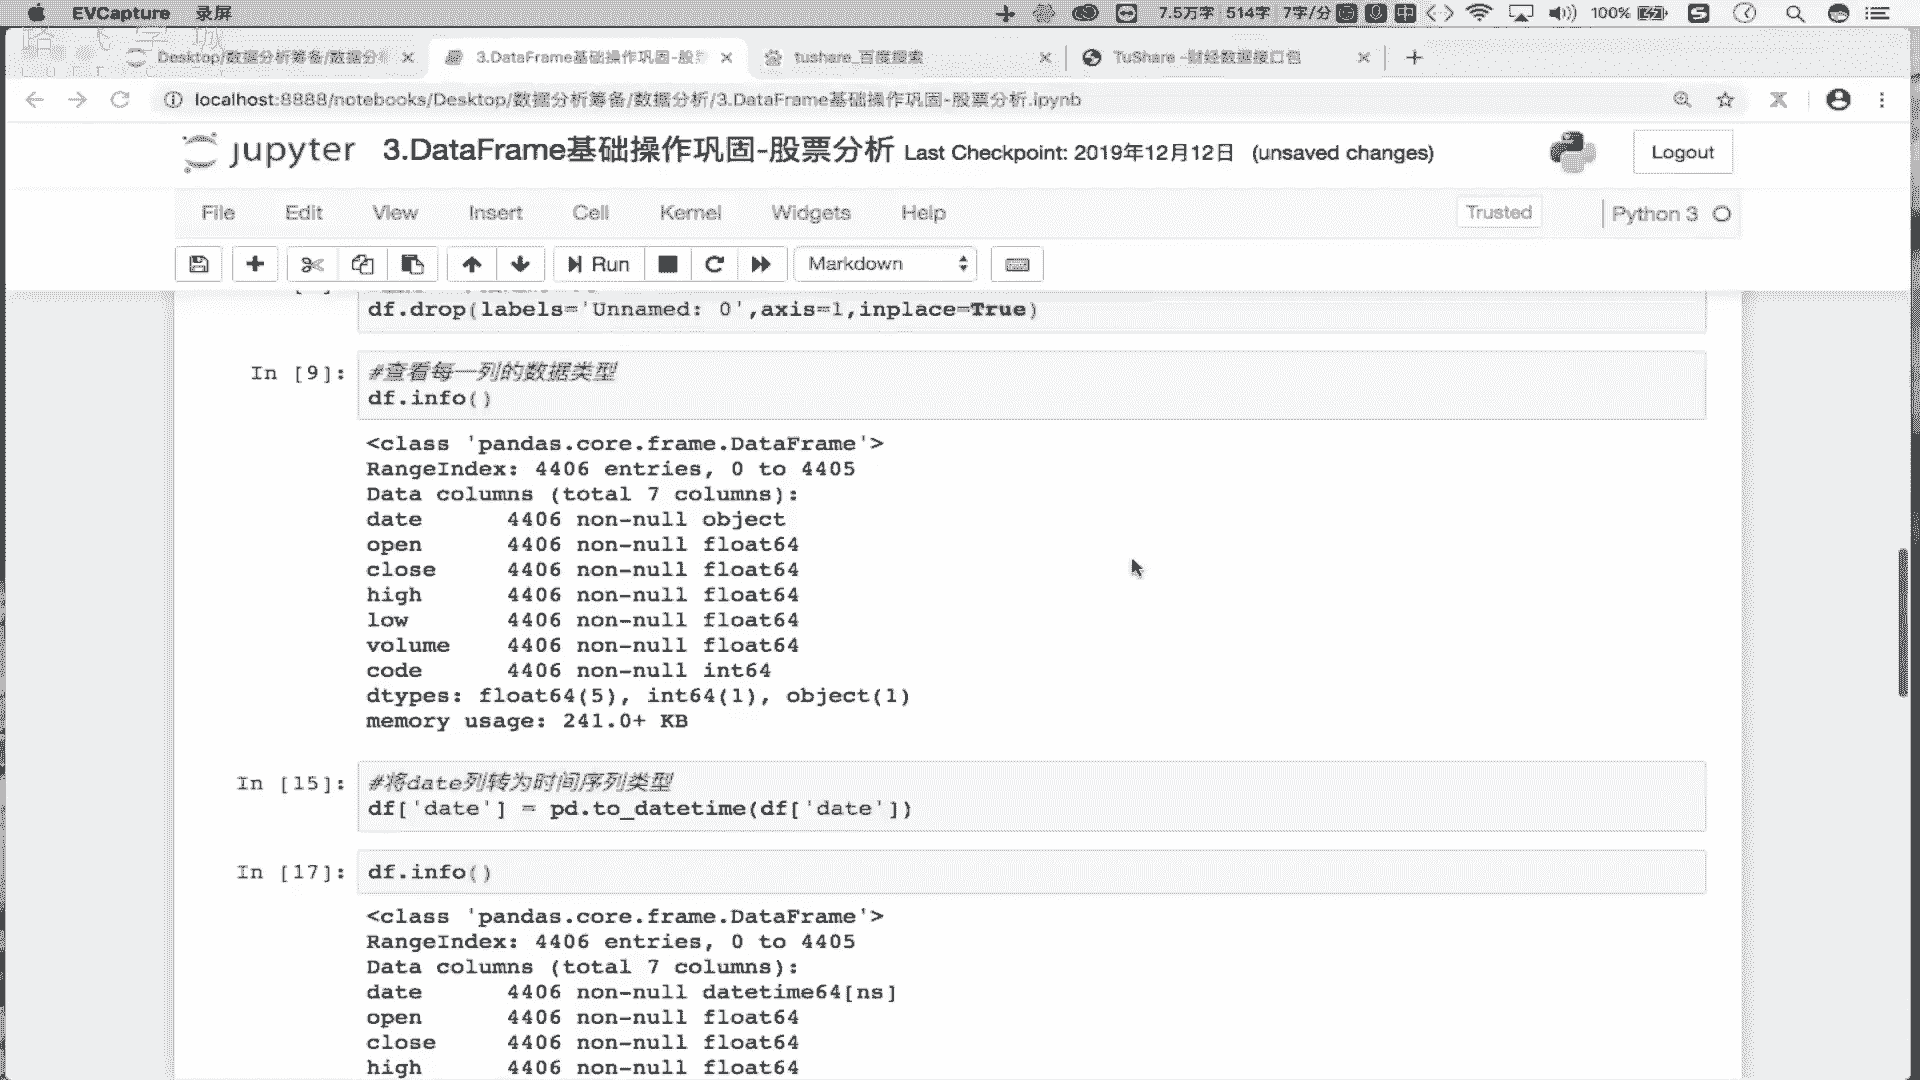 EVCapture 录屏 7.5万字 514字 7字/分 中 100%
Desktop/数据分析筹备/数据分析 3.DataFrame基础操作巩固-股票 tushare_百度搜索 TuShare -财经数据接口包
localhost:8888/notebooks/Desktop/数据分析筹备/数据分析/3.DataFrame基础操作巩固-股票分析.ipynb
jupyter 3.DataFrame基础操作巩固-股票分析 Last Checkpoint: 2019年12月12日 (unsaved changes) Logout
File Edit View Insert Cell Kernel Widgets Help Trusted Python 3
Run Markdown
df.drop(labels='Unnamed: 0',axis=1,inplace=True)
In [9]: #查看每一列的数据类型
df.info()
<class 'pandas.core.frame.DataFrame'>
RangeIndex: 4406 entries, 0 to 4405
Data columns (total 7 columns):
date 4406 non-null object
open 4406 non-null float64
close 4406 non-null float64
high 4406 non-null float64
low 4406 non-null float64
volume 4406 non-null float64
code 4406 non-null int64
dtypes: float64(5), int64(1), object(1)
memory usage: 241.0+ KB
In [15]: #将date列转为时间序列类型
df['date'] = pd.to_datetime(df['date'])
In [17]: df.info()
<class 'pandas.core.frame.DataFrame'>
RangeIndex: 4406 entries, 0 to 4405
Data columns (total 7 columns):
date 4406 non-null datetime64[ns]
open 4406 non-null float64
close 4406 non-null float64
high 4406 non-null float64